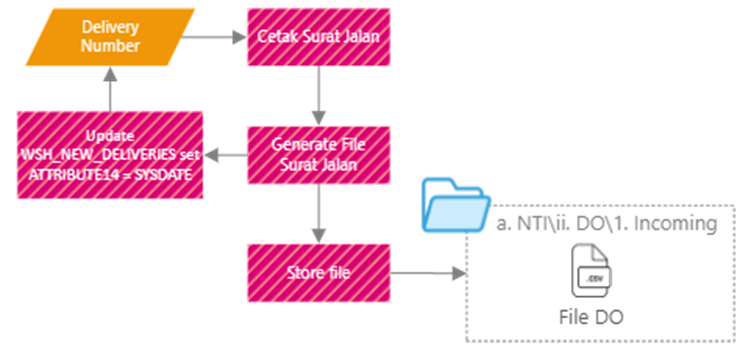 Delivery
Number
Cetak Surat Jalan
Update
WSH_NEW_DELIVERIES set
ATTRIBUTE14 = SYSDATE
Generate File
Surat Jalan
a. NTI\ii. DO\1. Incoming
Store file
.CSV
File DO